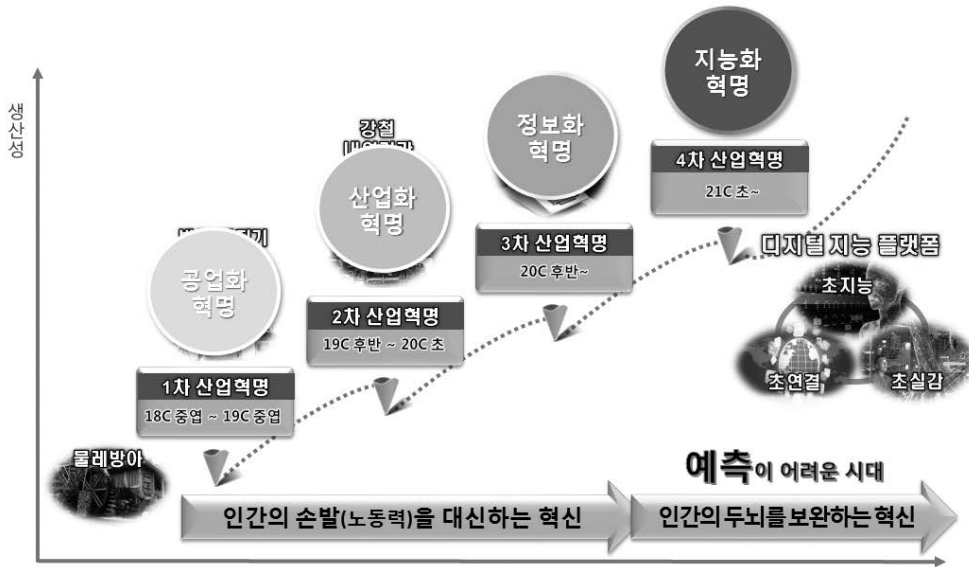 생산성
물레방아
공업화
혁명
1차 산업혁명
18C 중엽 ~ 19C 중엽
강철
산업화
혁명
2차 산업혁명
19C 후반 ~ 20C 초
정보화
혁명
3차 산업혁명
20C 후반~
지능화
혁명
4차 산업혁명
21C 초~
디지털 지능 플랫폼
초지능
초연결
초실감
예측이 어려운 시대
인간의 손발(노동력)을 대신하는 혁신
인간의 두뇌를 보완하는 혁신